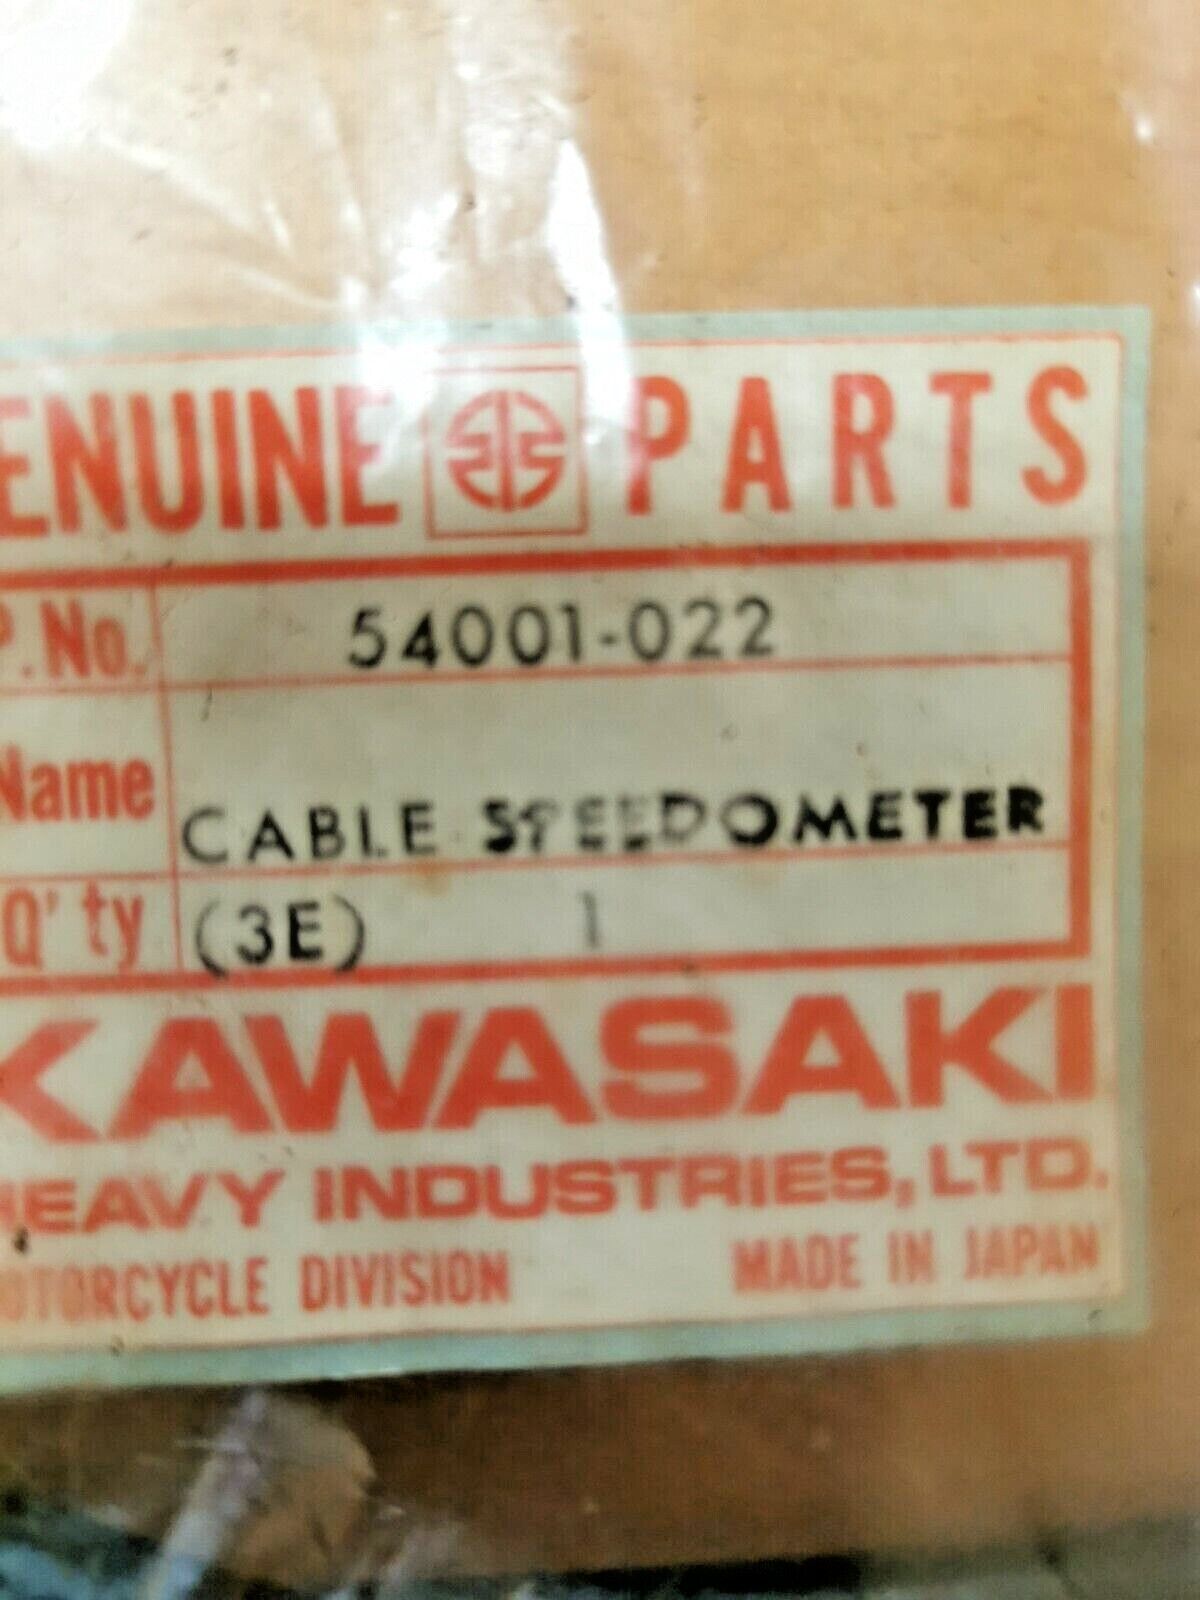 ENUINE PARTS
P.No. 54001-022
Name CABLE SPEEDOMETER
Q'ty (3E) 1
KAWASAKI
HEAVY INDUSTRIES, LTD.
MOTORCYCLE DIVISION MADE IN JAPAN